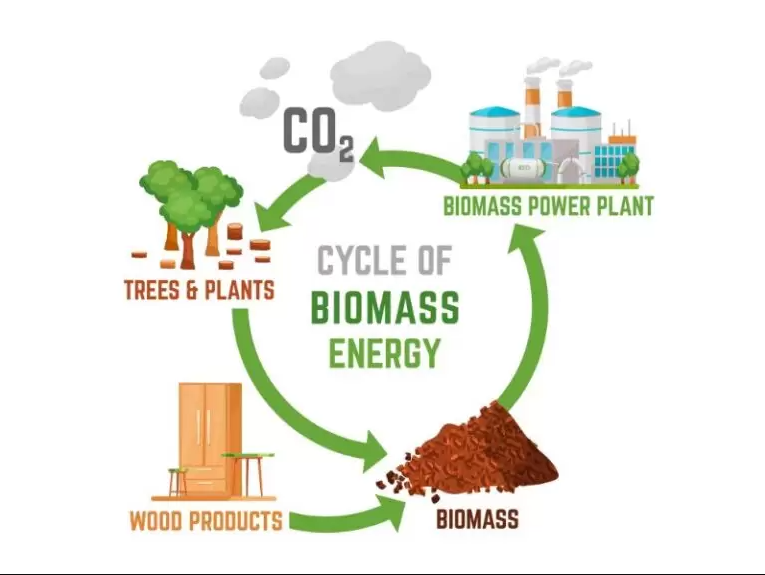 CO₂
BIOMASS POWER PLANT
TREES & PLANTS
CYCLE OF
BIOMASS
ENERGY
WOOD PRODUCTS
BIOMASS